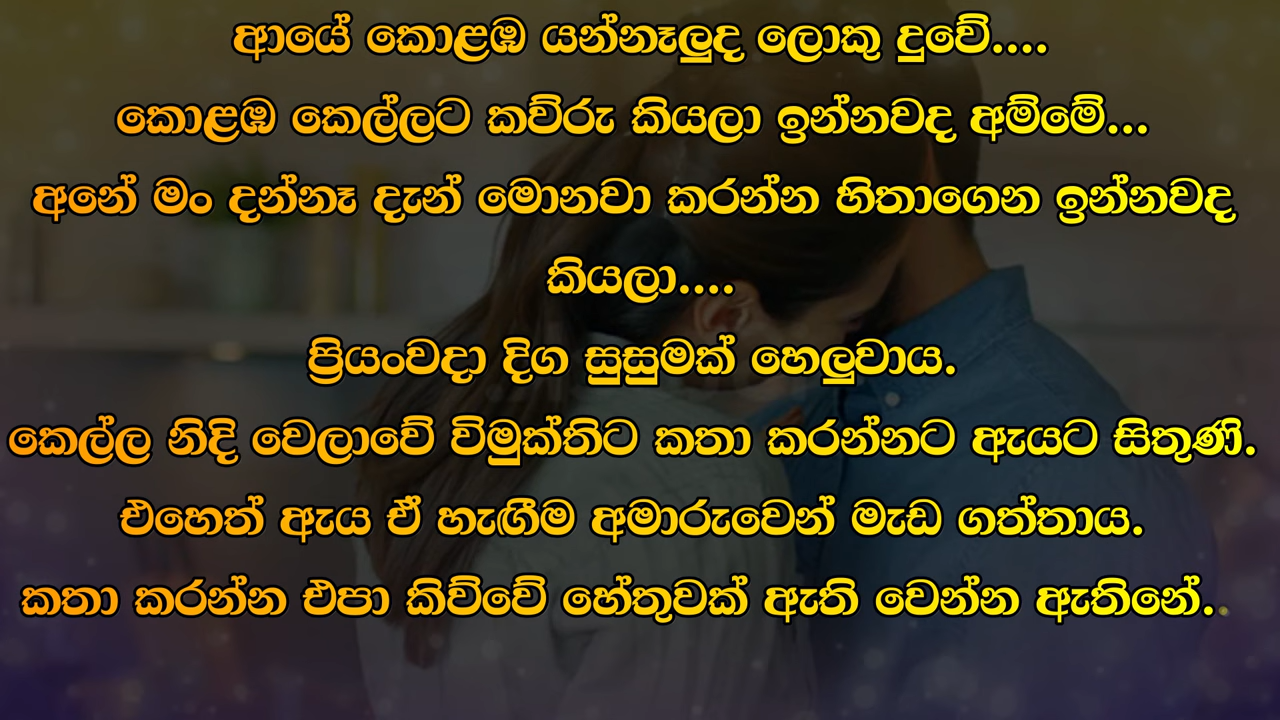 ආයේ කොළඹ යන්නෑලුද ලොකු දුවේ....
කොළඹ කෙල්ලට කව්රු කියලා ඉන්නවද අම්මේ...
අනේ මං දන්නෑ දැන් මොනවා කරන්න හිතාගෙන ඉන්නවද
කියලා....
ප්‍රියංවදා දිග සුසුමක් හෙලුවාය.
කෙල්ල නිදි වෙලාවේ විමුක්තිට කතා කරන්නට ඇයට සිතුණි.
එහෙත් ඇය ඒ හැඟීම අමාරුවෙන් මැඩ ගත්තාය.
කතා කරන්න එපා කිව්වේ හේතුවක් ඇති වෙන්න ඇතිනේ..